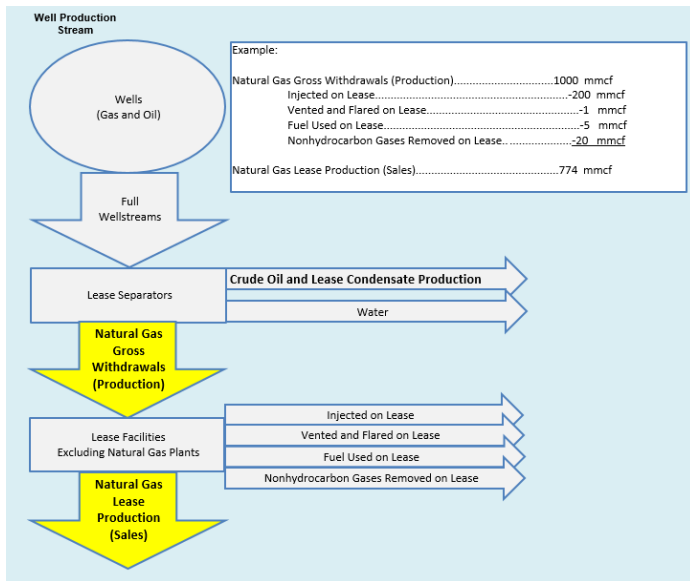 Well Production
Stream
Wells
(Gas and Oil)
Example:
Natural Gas Gross Withdrawals (Production)..........................1000 mmcf
Injected on Lease....................................................-200 mmcf
Vented and Flared on Lease.........................................-1 mmcf
Fuel Used on Lease....................................................-5 mmcf
Nonhydrocarbon Gases Removed on Lease.. .................-20 mmcf
Natural Gas Lease Production (Sales)......................................774 mmcf
Full
Wellstreams
Lease Separators
Crude Oil and Lease Condensate Production
Water
Natural Gas
Gross
Withdrawals
(Production)
Lease Facilities
Excluding Natural Gas Plants
Injected on Lease
Vented and Flared on Lease
Fuel Used on Lease
Nonhydrocarbon Gases Removed on Lease
Natural Gas
Lease
Production
(Sales)